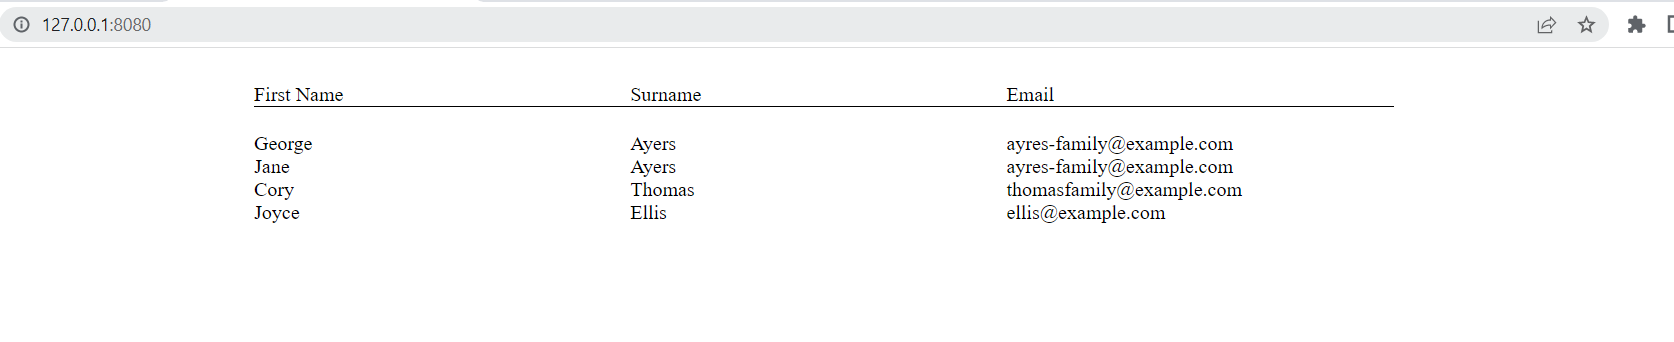 127.0.0.1:8080
First Name Surname Email
George Ayers ayres-family@example.com
Jane Ayers ayres-family@example.com
Cory Thomas thomasfamily@example.com
Joyce Ellis ellis@example.com